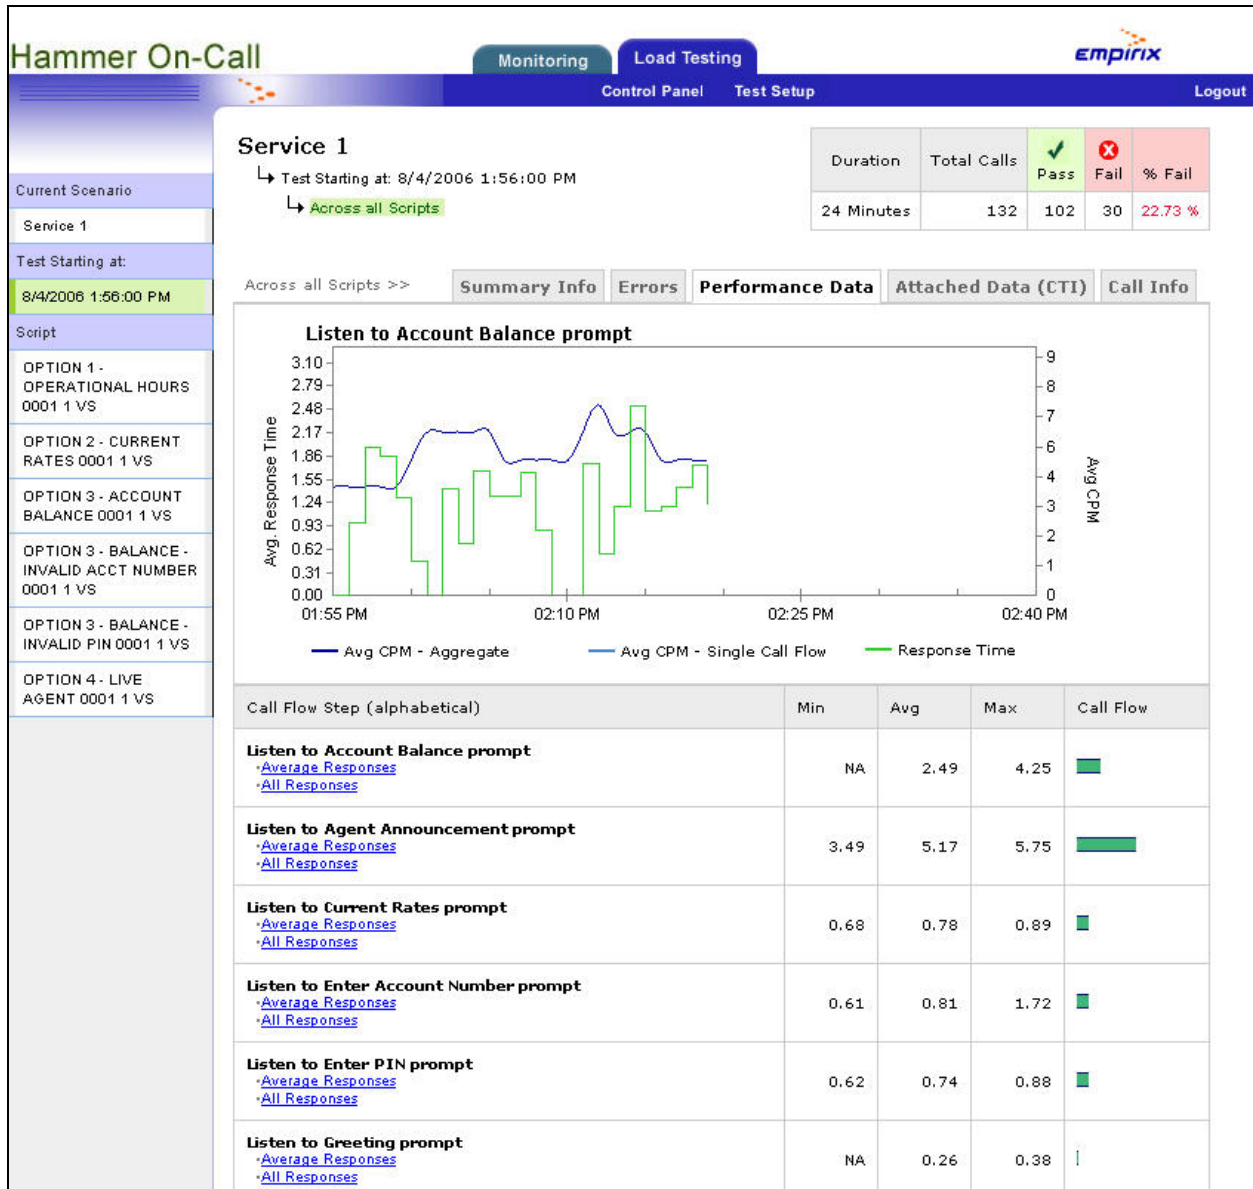 Hammer On-Call
Monitoring
Load Testing
EMPIRIX
Control Panel
Test Setup
Logout
Current Scenario
Service 1
Test Starting at:
8/4/2006 1:56:00 PM
Script
OPTION 1 -
OPERATIONAL HOURS
0001 1 VS
OPTION 2 - CURRENT
RATES 0001 1 VS
OPTION 3 - ACCOUNT
BALANCE 0001 1 VS
OPTION 3 - BALANCE -
INVALID ACCT NUMBER
0001 1 VS
OPTION 3 - BALANCE -
INVALID PIN 0001 1 VS
OPTION 4 - LIVE
AGENT 0001 1 VS
Service 1
Test Starting at: 8/4/2006 1:56:00 PM
Across all Scripts
Duration Total Calls Pass Fail % Fail
24 Minutes 132 102 30 22.73 %
Across all Scripts >>
Summary Info
Errors
Performance Data
Attached Data (CTI)
Call Info
Listen to Account Balance prompt
Avg. Response Time
3.10
2.79
2.48
2.17
1.86
1.55
1.24
0.93
0.62
0.31
0.00
9
8
7
6
5
4
3
2
1
0
Avg CPM
01:55 PM 02:10 PM 02:25 PM 02:40 PM
Avg CPM - Aggregate
Avg CPM - Single Call Flow
Response Time
Call Flow Step (alphabetical) Min Avg Max Call Flow
Listen to Account Balance prompt
Average Responses
All Responses
NA 2.49 4.25
Listen to Agent Announcement prompt
Average Responses
All Responses
3.49 5.17 5.75
Listen to Current Rates prompt
Average Responses
All Responses
0.68 0.78 0.89
Listen to Enter Account Number prompt
Average Responses
All Responses
0.61 0.81 1.72
Listen to Enter PIN prompt
Average Responses
All Responses
0.62 0.74 0.88
Listen to Greeting prompt
Average Responses
All Responses
NA 0.26 0.38